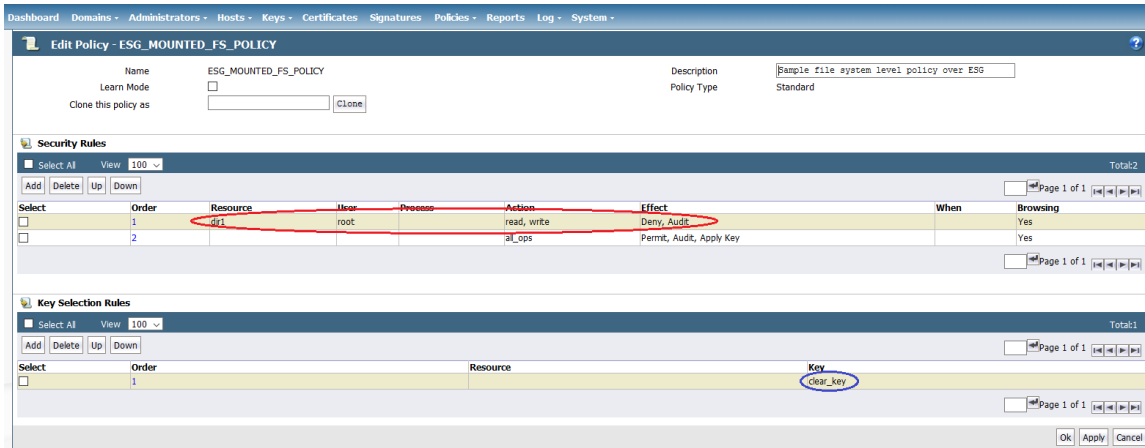 Dashboard Domains Administrators Hosts Keys Certificates Signatures Policies Reports Log System
Edit Policy - ESG_MOUNTED_FS_POLICY ?
Name ESG_MOUNTED_FS_POLICY Description Sample file system level policy over ESG
Learn Mode Policy Type Standard
Clone this policy as Clone
Security Rules
Select All View 100 Total:2
Add Delete Up Down Page 1 of 1
Select Order Resource User Process Action Effect When Browsing
1 dir1 root read, write Deny, Audit Yes
2 all_ops Permit, Audit, Apply Key Yes
Page 1 of 1
Key Selection Rules
Select All View 100 Total:1
Add Delete Up Down Page 1 of 1
Select Order Resource Key
1 clear_key
Page 1 of 1
Ok Apply Cancel